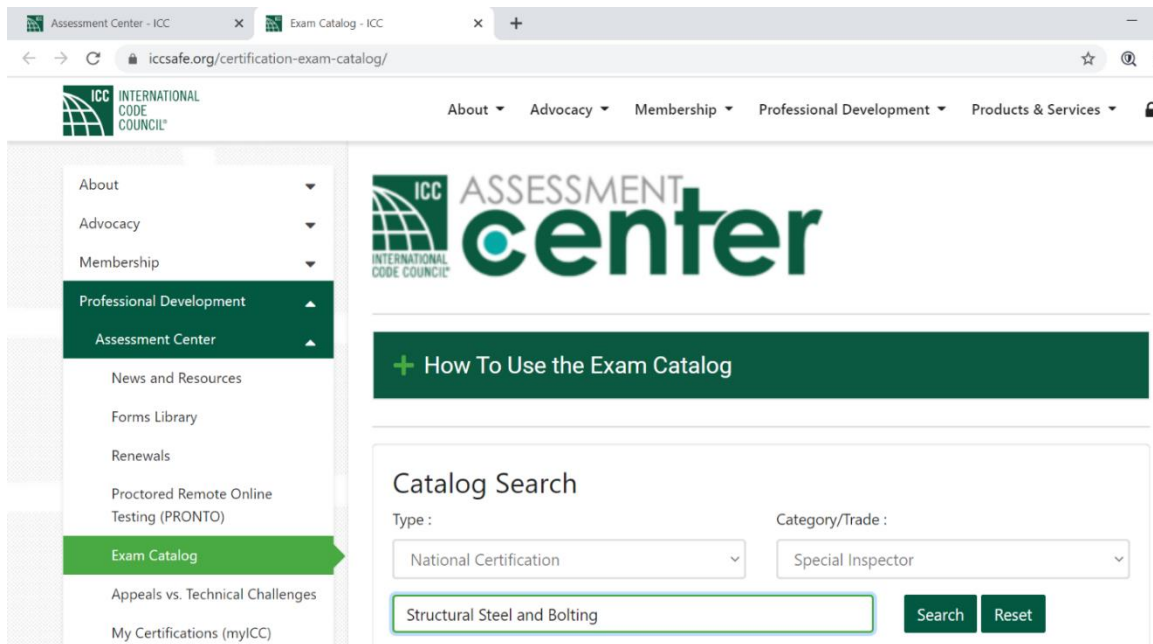 Assessment Center - ICC
Exam Catalog - ICC
iccsafe.org/certification-exam-catalog/
ICC INTERNATIONAL
CODE
COUNCIL®
About
Advocacy
Membership
Professional Development
Products & Services
About
Advocacy
Membership
Professional Development
Assessment Center
News and Resources
Forms Library
Renewals
Proctored Remote Online
Testing (PRONTO)
Exam Catalog
Appeals vs. Technical Challenges
My Certifications (myICC)
ICC
INTERNATIONAL
CODE COUNCIL®
ASSESSMENT
center
+ How To Use the Exam Catalog
Catalog Search
Type :
Category/Trade :
National Certification
Special Inspector
Structural Steel and Bolting
Search
Reset